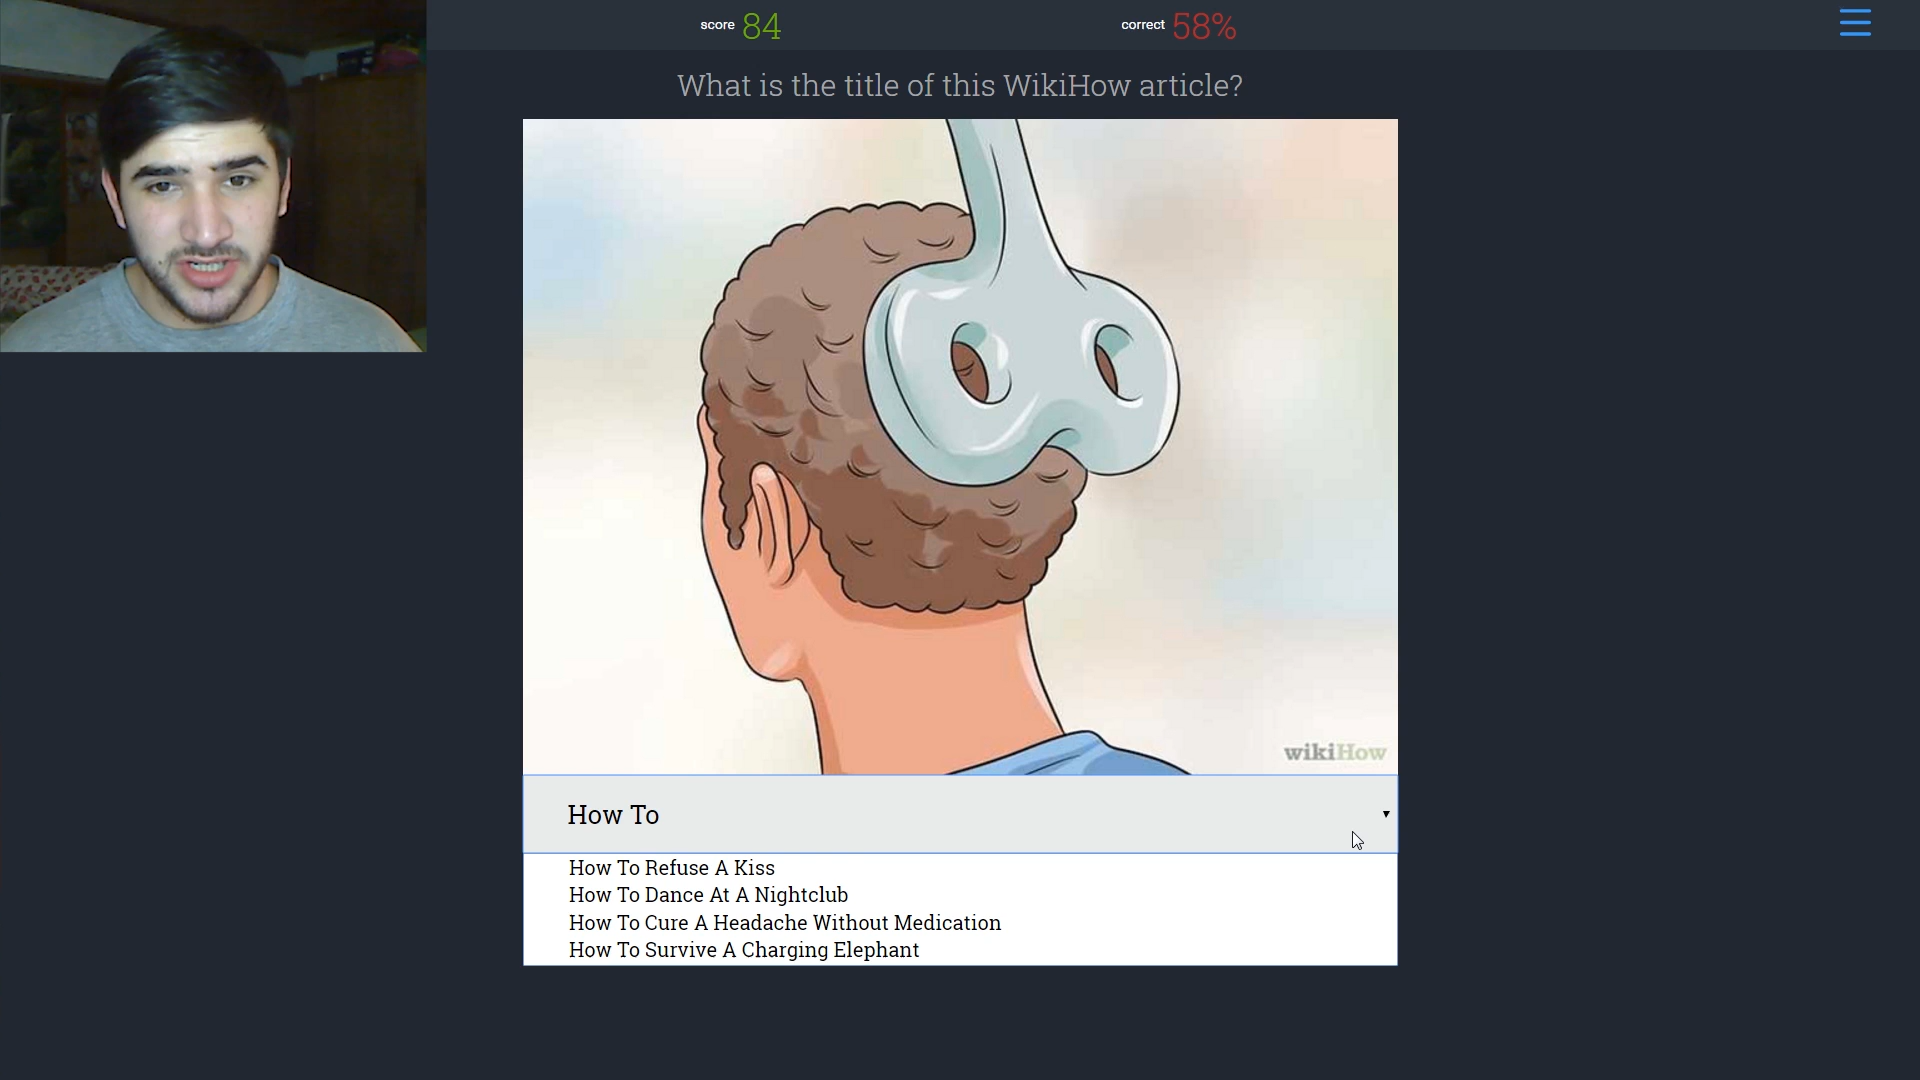 score 84
correct 58%
What is the title of this WikiHow article?
wikiHow
How To
How To Refuse A Kiss
How To Dance At A Nightclub
How To Cure A Headache Without Medication
How To Survive A Charging Elephant